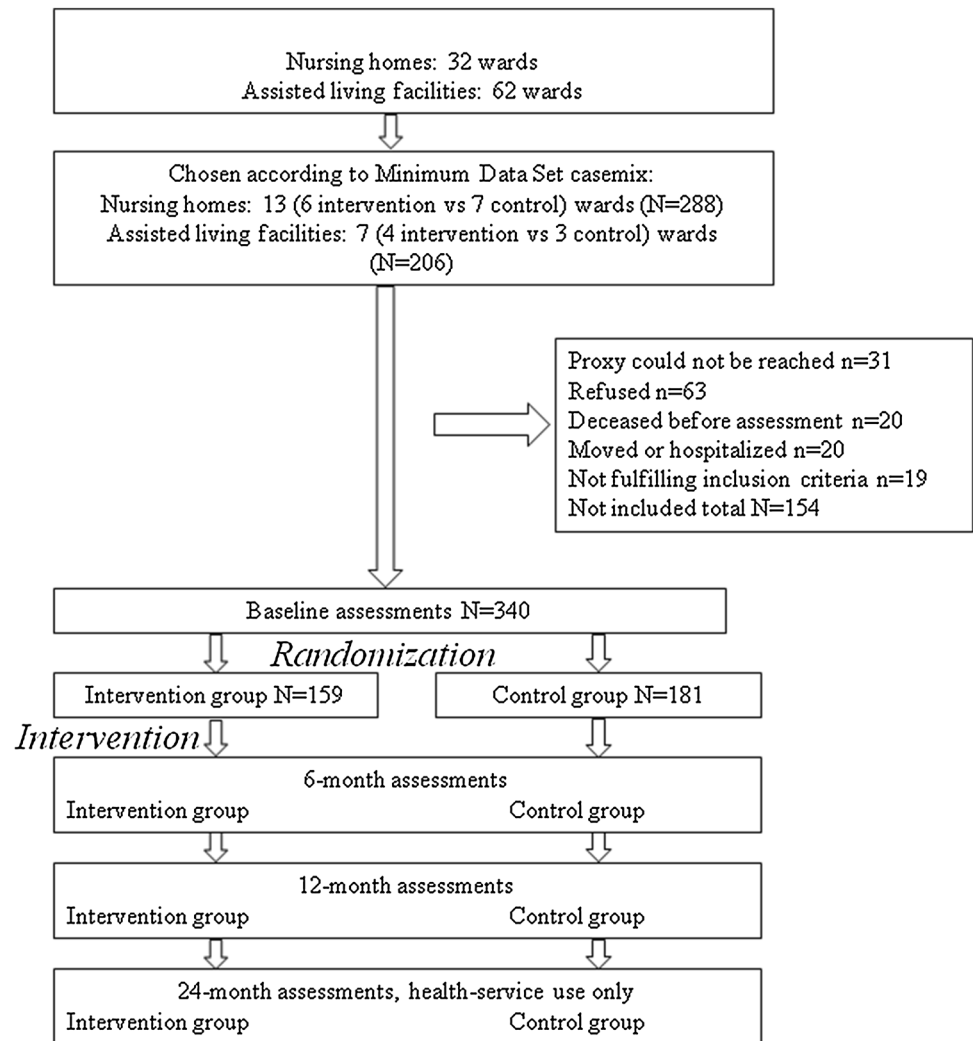 Nursing homes: 32 wards
Assisted living facilities: 62 wards
Chosen according to Minimum Data Set casemix:
Nursing homes: 13 (6 intervention vs 7 control) wards (N=288)
Assisted living facilities: 7 (4 intervention vs 3 control) wards
(N=206)
Proxy could not be reached n=31
Refused n=63
Deceased before assessment n=20
Moved or hospitalized n=20
Not fulfilling inclusion criteria n=19
Not included total N=154
Baseline assessments N=340
Randomization
Intervention group N=159
Control group N=181
Intervention
6-month assessments
Intervention group Control group
12-month assessments
Intervention group Control group
24-month assessments, health-service use only
Intervention group Control group